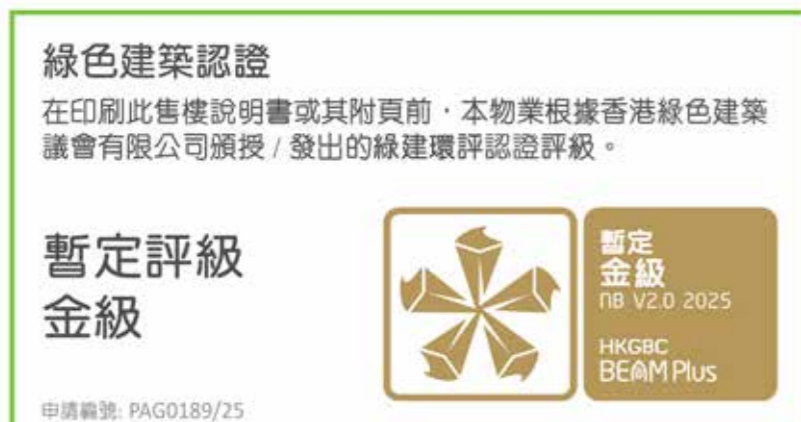 綠色建築認證
在印刷此售樓說明書或其附頁前，本物業根據香港綠色建築
議會有限公司頒授 / 發出的綠建環評認證評級。
暫定評級
金級
暫定
金級
NB V2.0 2025
HKGBC
BEAM Plus
申請編號: PAG0189/25